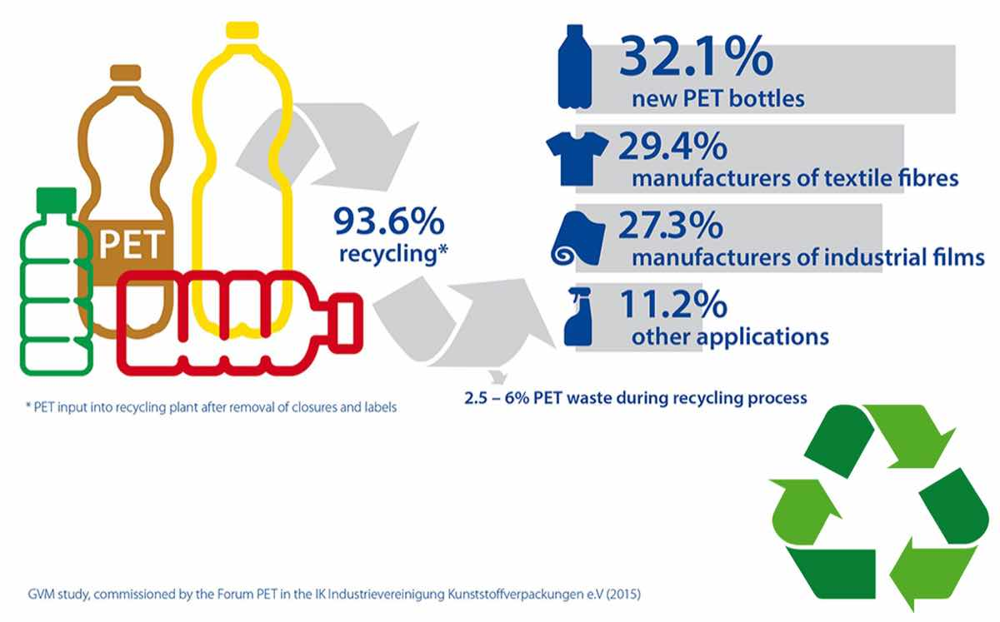 PET
93.6%
recycling*
32.1%
new PET bottles
29.4%
manufacturers of textile fibres
27.3%
manufacturers of industrial films
11.2%
other applications
2.5 – 6% PET waste during recycling process
* PET input into recycling plant after removal of closures and labels
GVM study, commissioned by the Forum PET in the IK Industrievereinigung Kunststoffverpackungen e.V (2015)